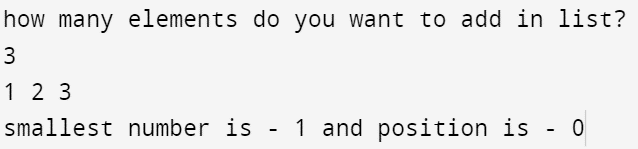 how many elements do you want to add in list?
3
1 2 3
smallest number is - 1 and position is - 0